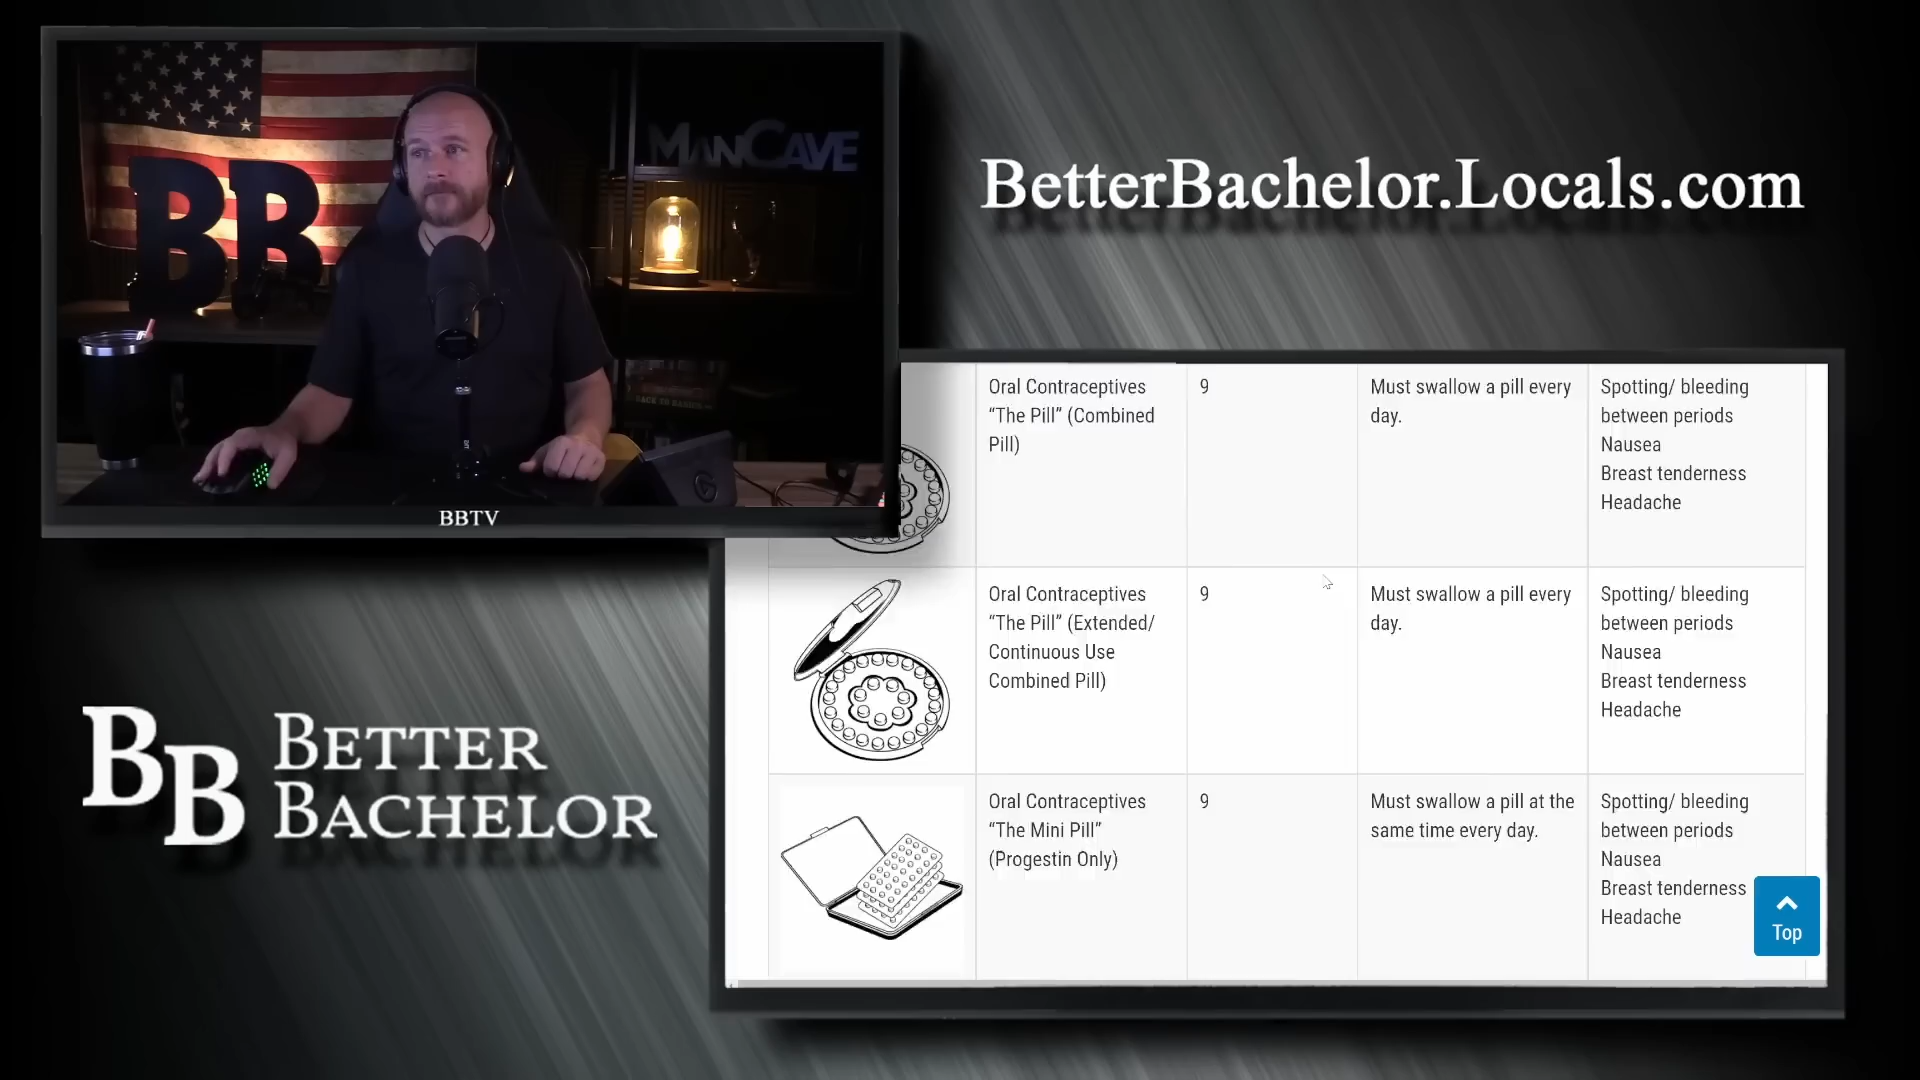 MANCAVE
BB
BBTV
BetterBachelor.Locals.com
BB
BETTER
BACHELOR
Oral Contraceptives
“The Pill” (Combined
Pill)
9
Must swallow a pill every
day.
Spotting/ bleeding
between periods
Nausea
Breast tenderness
Headache
Oral Contraceptives
“The Pill” (Extended/
Continuous Use
Combined Pill)
9
Must swallow a pill every
day.
Spotting/ bleeding
between periods
Nausea
Breast tenderness
Headache
Oral Contraceptives
“The Mini Pill”
(Progestin Only)
9
Must swallow a pill at the
same time every day.
Spotting/ bleeding
between periods
Nausea
Breast tenderness
Headache
Top